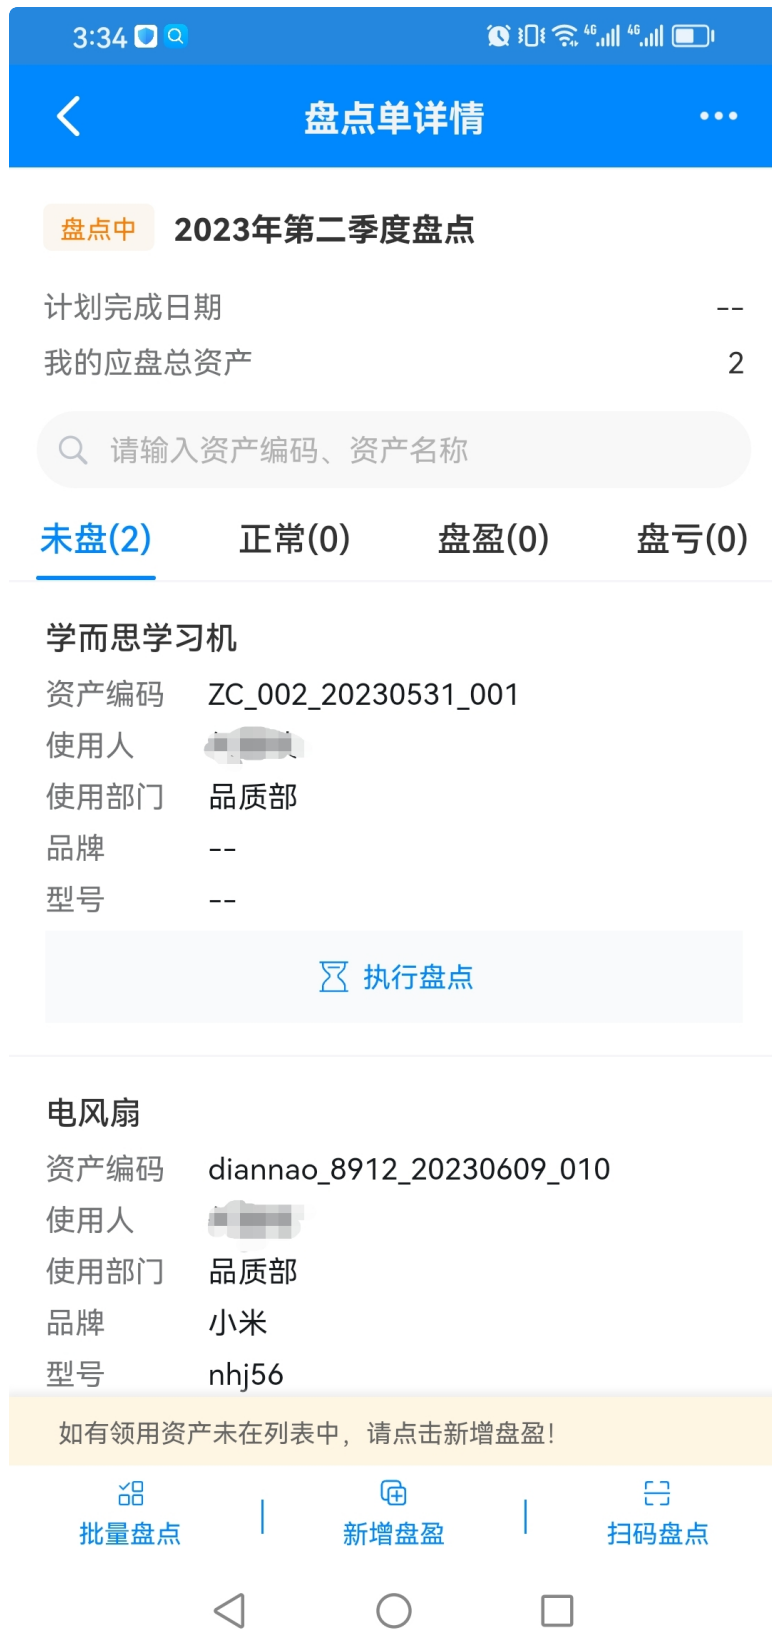 3:34
4G 4G
盘点单详情
盘点中 2023年第二季度盘点
计划完成日期 --
我的应盘总资产 2
请输入资产编码、资产名称
未盘(2) 正常(0) 盘盈(0) 盘亏(0)
学而思学习机
资产编码 ZC_002_20230531_001
使用人
使用部门 品质部
品牌 --
型号 --
执行盘点
电风扇
资产编码 diannao_8912_20230609_010
使用人
使用部门 品质部
品牌 小米
型号 nhj56
如有领用资产未在列表中，请点击新增盘盈！
批量盘点 新增盘盈 扫码盘点